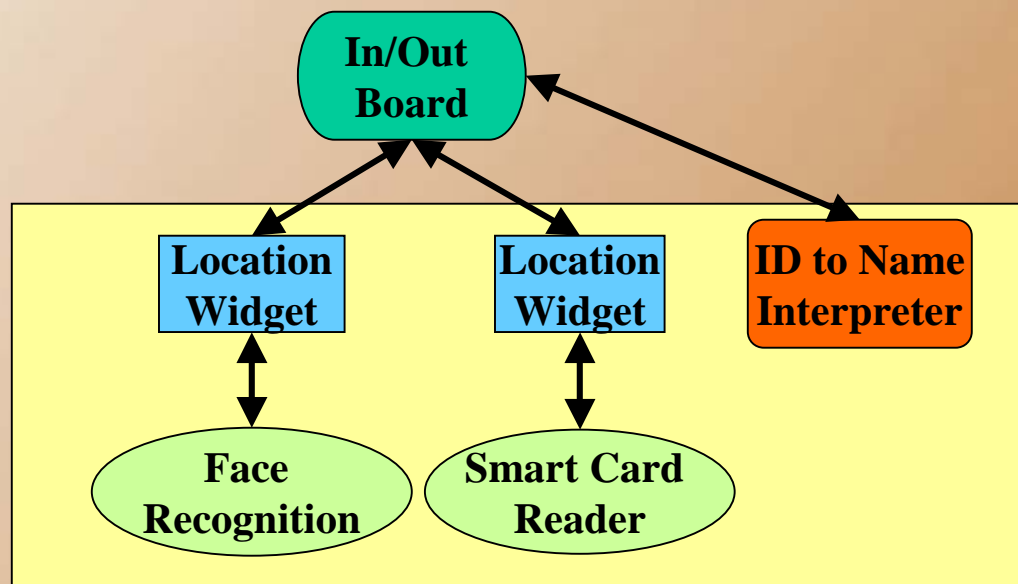 In/Out
Board
Location
Widget
Location
Widget
ID to Name
Interpreter
Face
Recognition
Smart Card
Reader